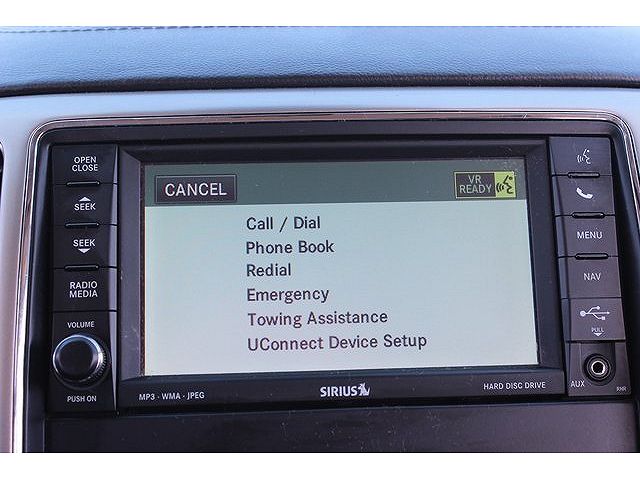 OPEN
CLOSE
SEEK
SEEK
RADIO
MEDIA
VOLUME
PUSH ON
CANCEL
VR
READY
Call / Dial
Phone Book
Redial
Emergency
Towing Assistance
UConnect Device Setup
MP3 - WMA - JPEG
SIRIUS
HARD DISC DRIVE
MENU
NAV
PULL
AUX
RHR